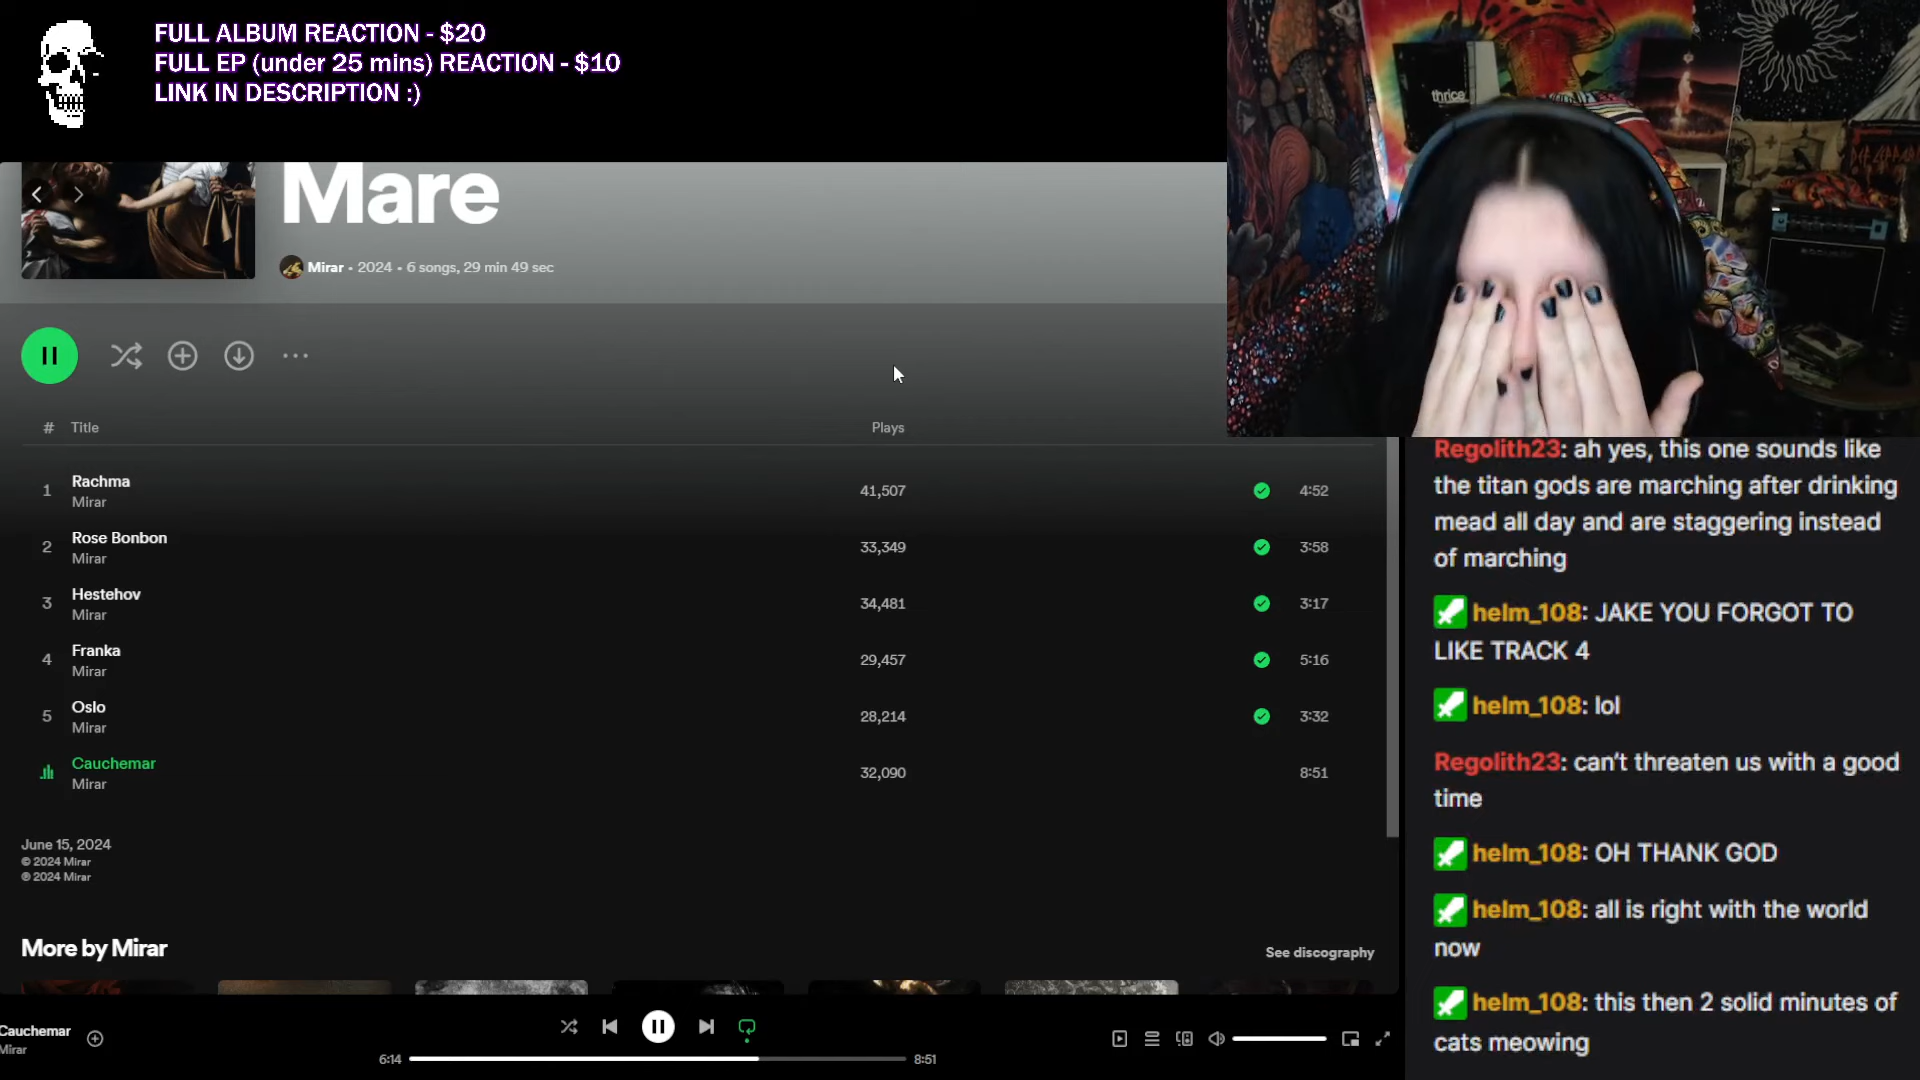 FULL ALBUM REACTION - $20
FULL EP (under 25 mins) REACTION - $10
LINK IN DESCRIPTION :)
thrice
DEF LEPPARD
Mare
Mirar • 2024 • 6 songs, 29 min 49 sec
# Title Plays
1 Rachma 41,507 4:52
Mirar
2 Rose Bonbon 33,349 3:58
Mirar
3 Hestehov 34,481 3:17
Mirar
4 Franka 29,457 5:16
Mirar
5 Oslo 28,214 3:32
Mirar
Cauchemar 32,090 8:51
Mirar
June 15, 2024
© 2024 Mirar
℗ 2024 Mirar
More by Mirar
See discography
Cauchemar
Mirar
6:14 8:51
Regolith23: ah yes, this one sounds like
the titan gods are marching after drinking
mead all day and are staggering instead
of marching
helm_108: JAKE YOU FORGOT TO
LIKE TRACK 4
helm_108: lol
Regolith23: can't threaten us with a good
time
helm_108: OH THANK GOD
helm_108: all is right with the world
now
helm_108: this then 2 solid minutes of
cats meowing